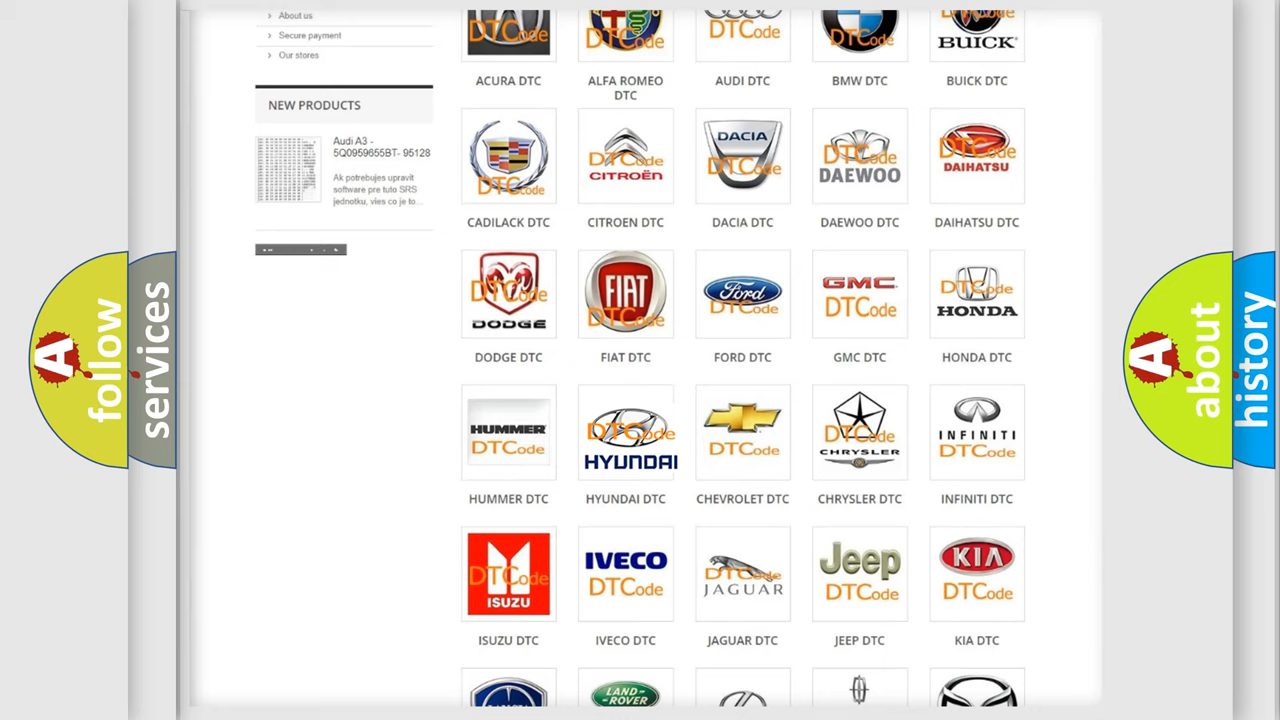 About us
Secure payment
Our stores
NEW PRODUCTS
Audi A3 -
5Q0959655BT- 95128
Ak potrebujes upravit
software pre tuto SRS
jednotku, vies co je to...
DTCode
DTCode
DTCode
DTCode
BUICK
ACURA DTC
ALFA ROMEO
DTC
AUDI DTC
BMW DTC
BUICK DTC
DTCode
DTCode
CITROËN
DACIA
DTCode
DTCode
DAEWOO
DTCode
DAIHATSU
CADILACK DTC
CITROEN DTC
DACIA DTC
DAEWOO DTC
DAIHATSU DTC
DTCode
DODGE
FIAT
DTCode
Ford
DTCode
GMC
DTCode
DTCode
HONDA
DODGE DTC
FIAT DTC
FORD DTC
GMC DTC
HONDA DTC
HUMMER
DTCode
DTCode
HYUNDAI
DTCode
DTCode
CHRYSLER
INFINITI
DTCode
HUMMER DTC
HYUNDAI DTC
CHEVROLET DTC
CHRYSLER DTC
INFINITI DTC
DTCode
ISUZU
IVECO
DTCode
DTCode
JAGUAR
Jeep
DTCode
KIA
DTCode
ISUZU DTC
IVECO DTC
JAGUAR DTC
JEEP DTC
KIA DTC
LAND-
ROVER
A
follow
services
A
about
history